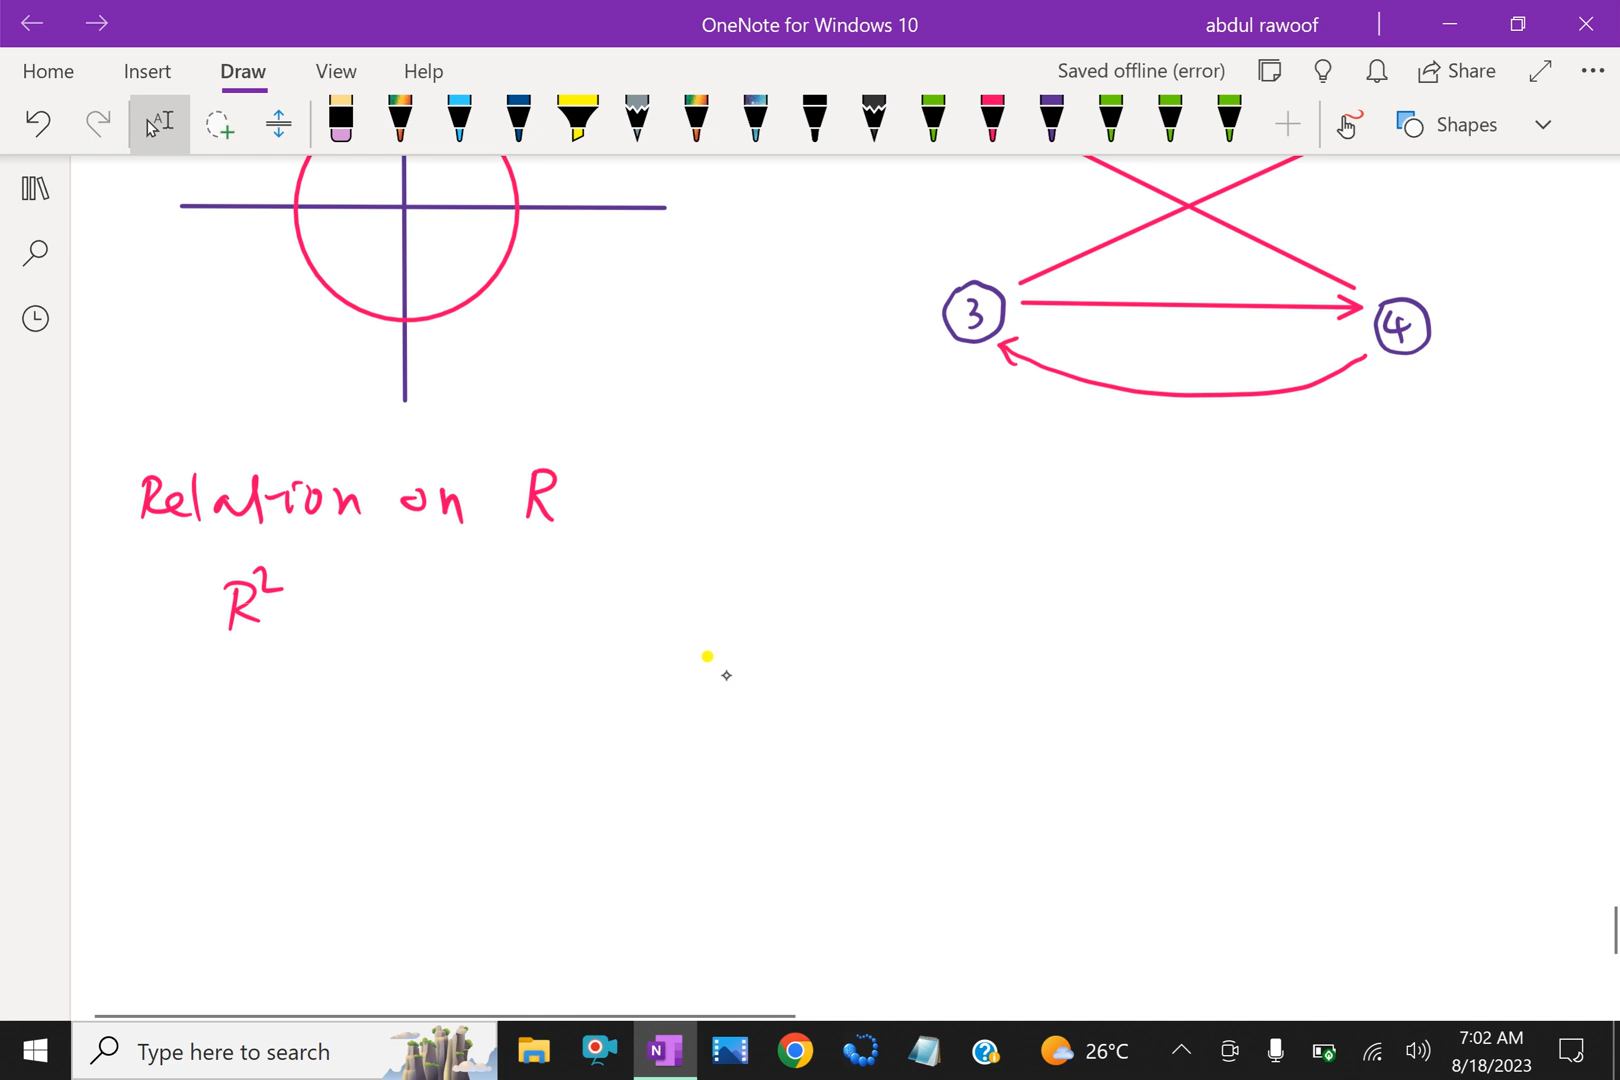 OneNote for Windows 10
abdul rawoof
Home Insert Draw View Help
Saved offline (error)
Share
Shapes
3
4
Relation on R
R²
Type here to search
26°C
7:02 AM
8/18/2023